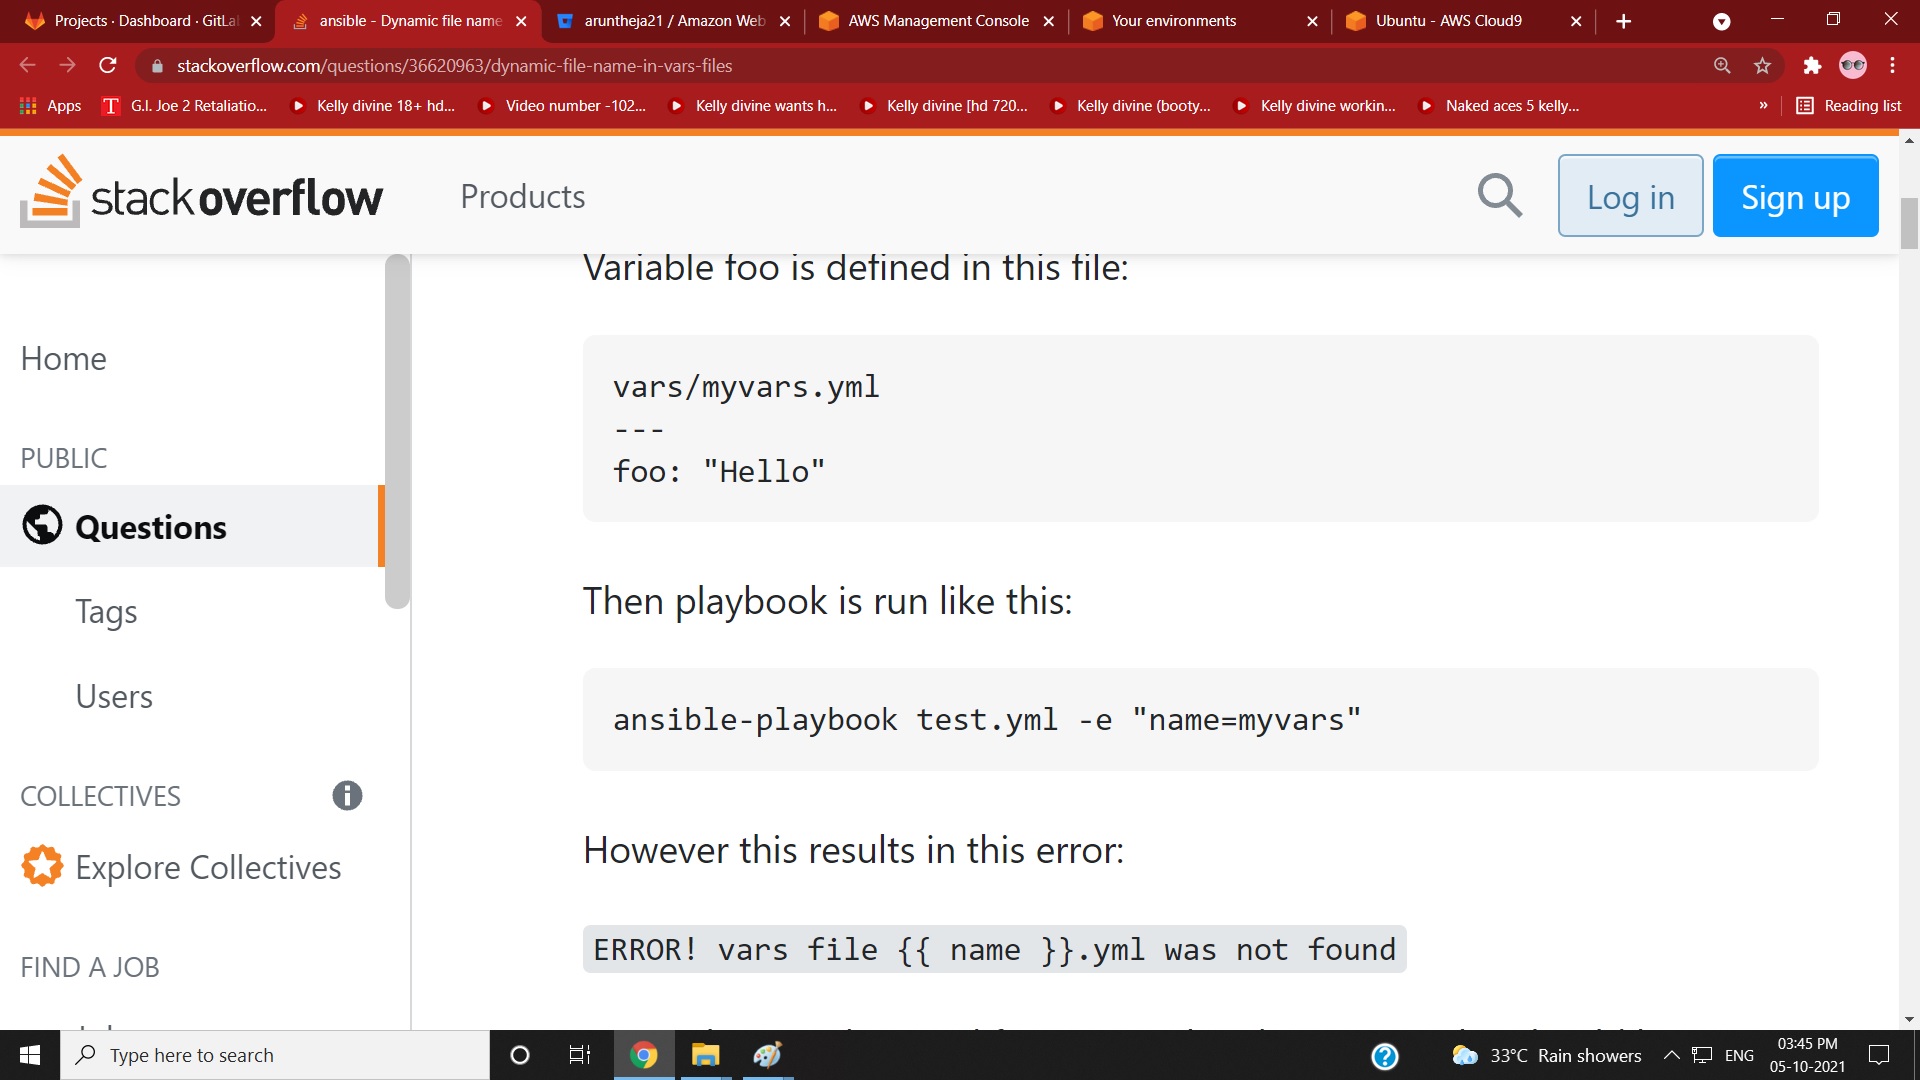 Projects · Dashboard · GitLa
ansible - Dynamic file name
aruntheja21 / Amazon Web
AWS Management Console
Your environments
Ubuntu - AWS Cloud9
stackoverflow.com/questions/36620963/dynamic-file-name-in-vars-files
Apps
G.I. Joe 2 Retaliatio...
Kelly divine 18+ hd...
Video number -102...
Kelly divine wants h...
Kelly divine [hd 720...
Kelly divine (booty...
Kelly divine workin...
Naked aces 5 kelly...
»
Reading list
stackoverflow
Products
Log in
Sign up
Home
PUBLIC
Questions
Tags
Users
COLLECTIVES
Explore Collectives
FIND A JOB
Variable foo is defined in this file:
vars/myvars.yml
---
foo: "Hello"
Then playbook is run like this:
ansible-playbook test.yml -e "name=myvars"
However this results in this error:
ERROR! vars file {{ name }}.yml was not found
Type here to search
33°C Rain showers
ENG
03:45 PM
05-10-2021